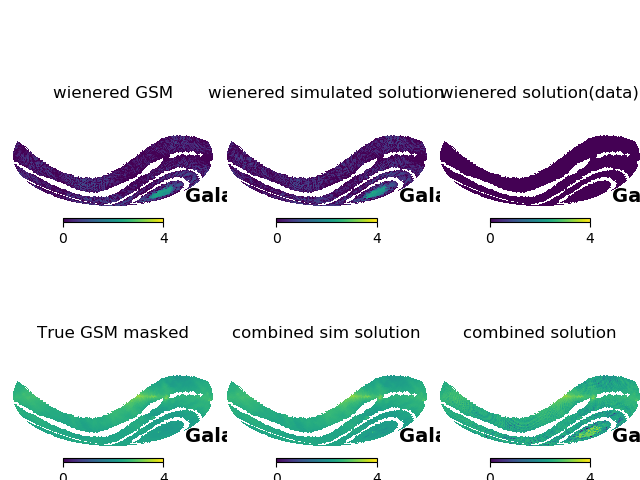 wienered GSM
wienered simulated solution
wienered solution(data)
Gala
Gala
Ga
0 4
0 4
0 4
True GSM masked
combined sim solution
combined solution
Gala
Gala
Ga
4
0 4
0 4
0